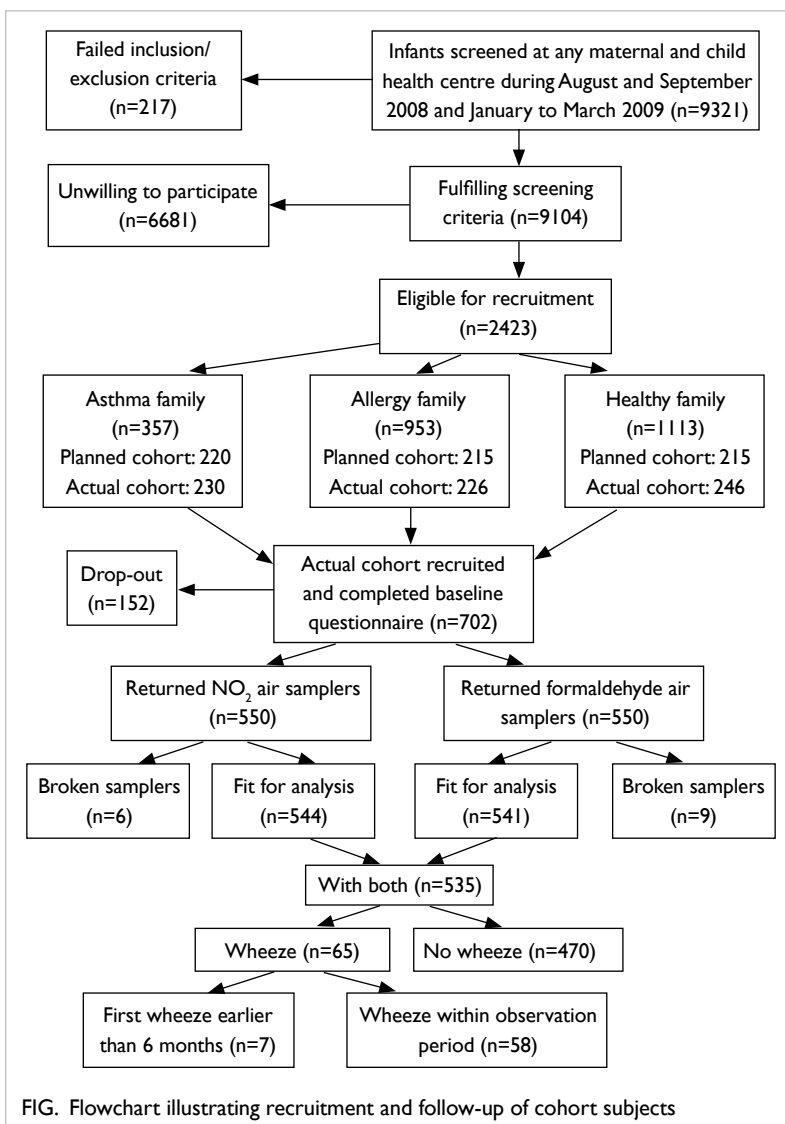 Failed inclusion/
exclusion criteria
(n=217)
Infants screened at any maternal and child
health centre during August and September
2008 and January to March 2009 (n=9321)
Unwilling to participate
(n=6681)
Fulfilling screening
criteria (n=9104)
Eligible for recruitment
(n=2423)
Asthma family
(n=357)
Planned cohort: 220
Actual cohort: 230
Allergy family
(n=953)
Planned cohort: 215
Actual cohort: 226
Healthy family
(n=1113)
Planned cohort: 215
Actual cohort: 246
Drop-out
(n=152)
Actual cohort recruited
and completed baseline
questionnaire (n=702)
Returned NO₂ air samplers
(n=550)
Returned formaldehyde air
samplers (n=550)
Broken samplers
(n=6)
Fit for analysis
(n=544)
Fit for analysis
(n=541)
Broken samplers
(n=9)
With both (n=535)
Wheeze (n=65)
No wheeze (n=470)
First wheeze earlier
than 6 months (n=7)
Wheeze within observation
period (n=58)
FIG. Flowchart illustrating recruitment and follow-up of cohort subjects